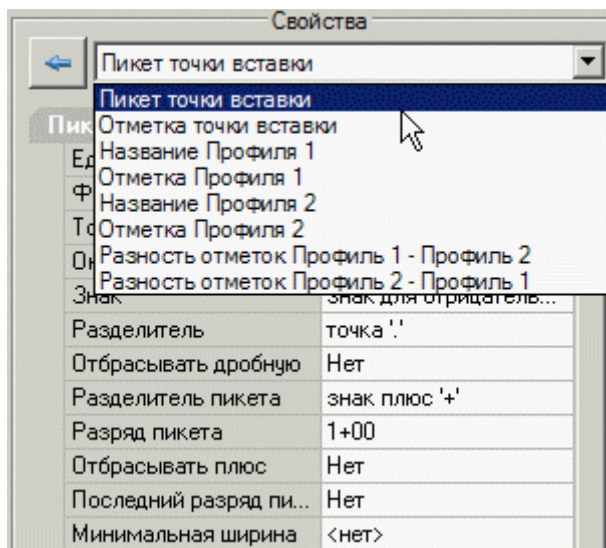 Свойства
Пикет точки вставки
Пикет точки вставки
Отметка точки вставки
Название Профиля 1
Отметка Профиля 1
Название Профиля 2
Отметка Профиля 2
Разность отметок Профиль 1 - Профиль 2
Разность отметок Профиль 2 - Профиль 1
Знак знак для отрицатель...
Разделитель точка '.'
Отбрасывать дробную Нет
Разделитель пикета знак плюс '+'
Разряд пикета 1+00
Отбрасывать плюс Нет
Последний разряд пи... Нет
Минимальная ширина <нет>